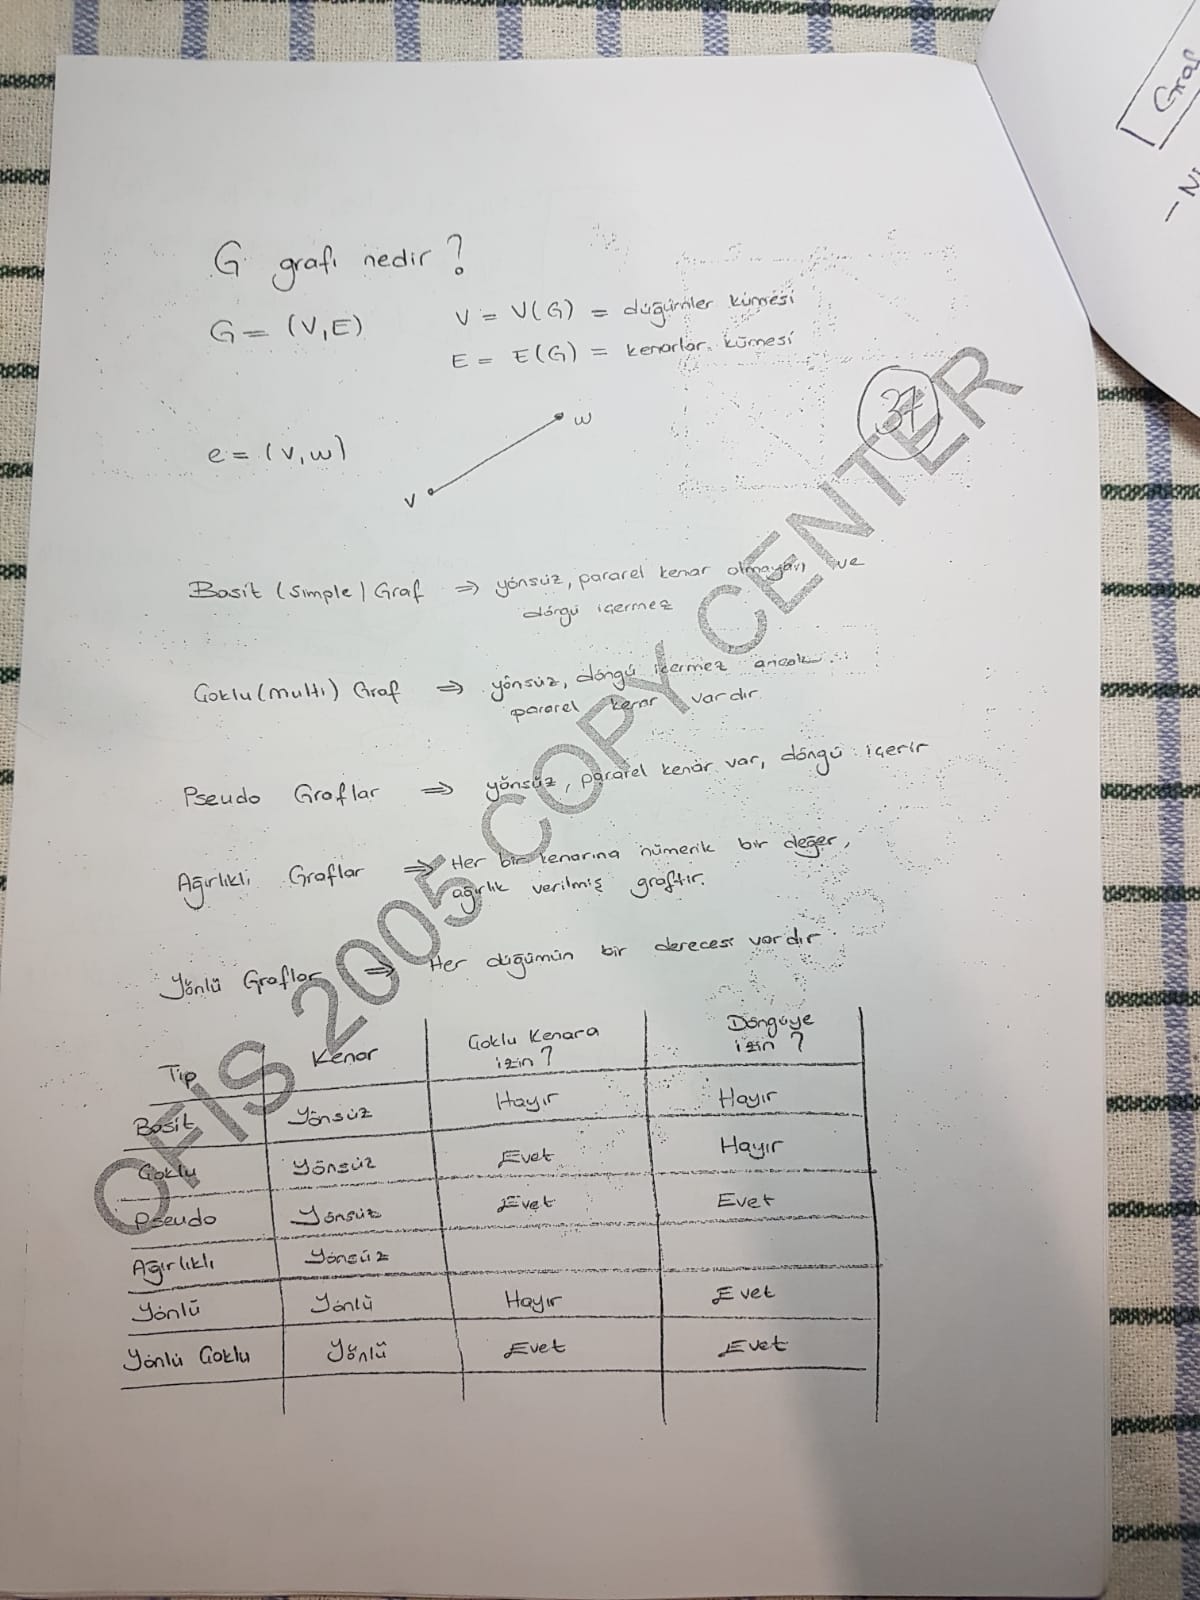 Graf
G grafı nedir?
G = (V,E)
V = V(G) = düğümler kümesi
E = E(G) = kenarlar kümesi
37
e = (v,w)
w
v
Basit (Simple) Graf ⇒ yönsüz, pararel kenar olmayan ve
döngü içermez
Çoklu (multi) Graf ⇒ yönsüz, döngü içermez ancak
pararel kenar vardır
Pseudo Graflar ⇒ yönsüz, pararel kenar var, döngü içerir
Ağırlıklı Graflar ⇒ Her bir kenarına nümerik bir değer,
ağırlık verilmiş graftır.
Yönlü Graflar ⇒ Her düğümün bir derecesi vardır
Tip Kenar Çoklu Kenara izin? Döngüye izin?
Basit Yönsüz Hayır Hayır
Çoklu Yönsüz Evet Hayır
Pseudo Yönsüz Evet Evet
Ağırlıklı Yönsüz
Yönlü Yönlü Hayır Evet
Yönlü Çoklu Yönlü Evet Evet
OFIS 2005 COPY CENTER